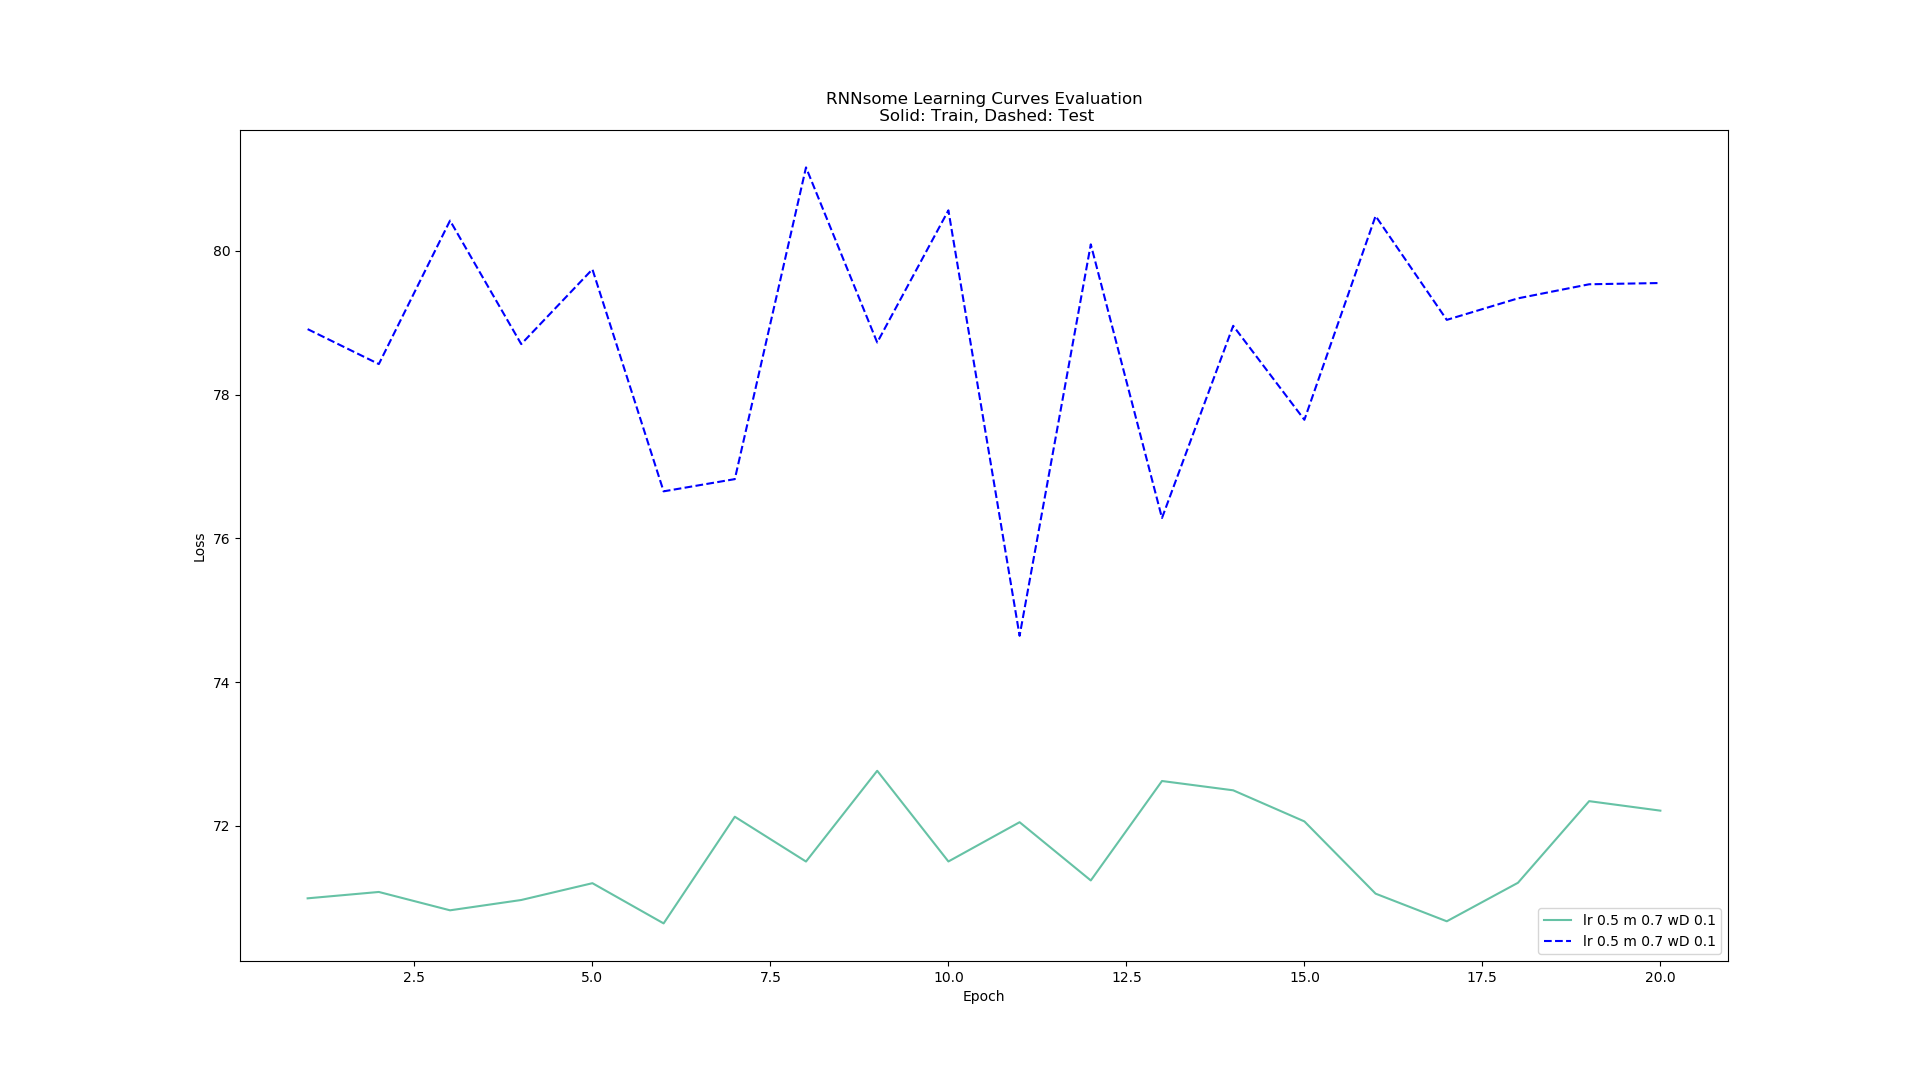 RNNsome Learning Curves Evaluation
Solid: Train, Dashed: Test
80
78
76
74
72
Loss
2.5
5.0
7.5
10.0
12.5
15.0
17.5
20.0
Epoch
lr 0.5 m 0.7 wD 0.1
lr 0.5 m 0.7 wD 0.1